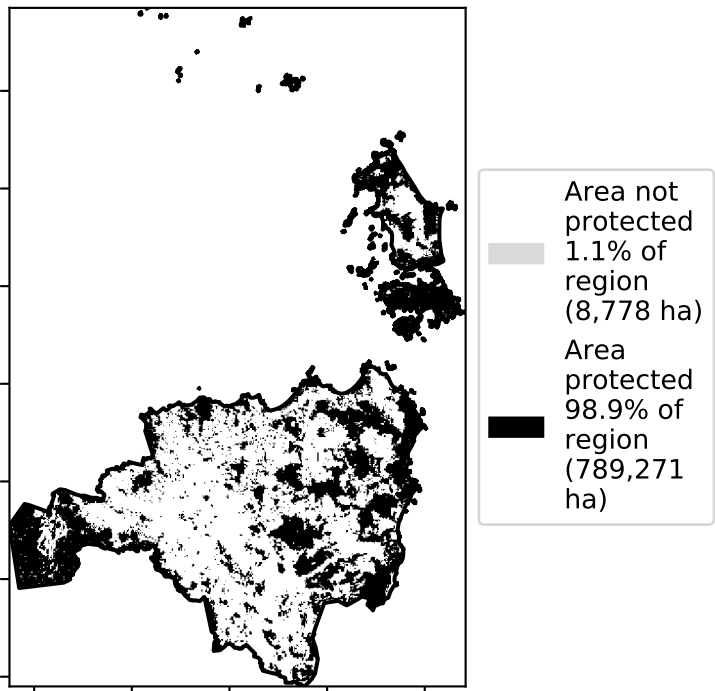 Area not
protected
1.1% of
region
(8,778 ha)
Area
protected
98.9% of
region
(789,271
ha)